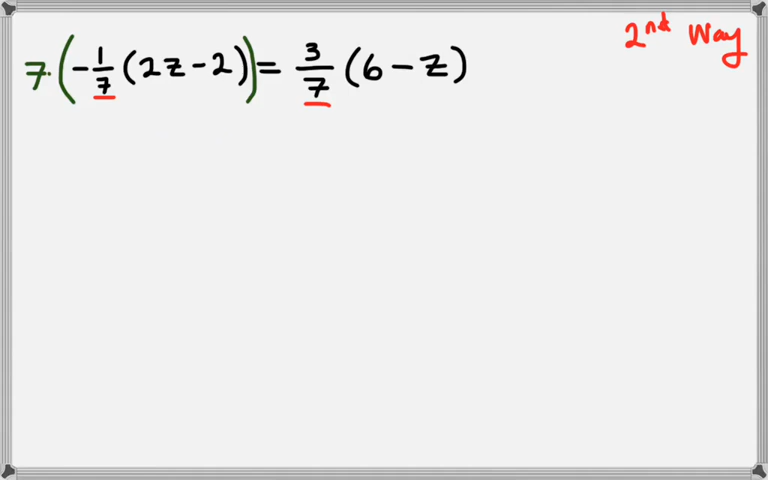 2nd Way
7·(-1/7(2z-2)) = 3/7(6-z)